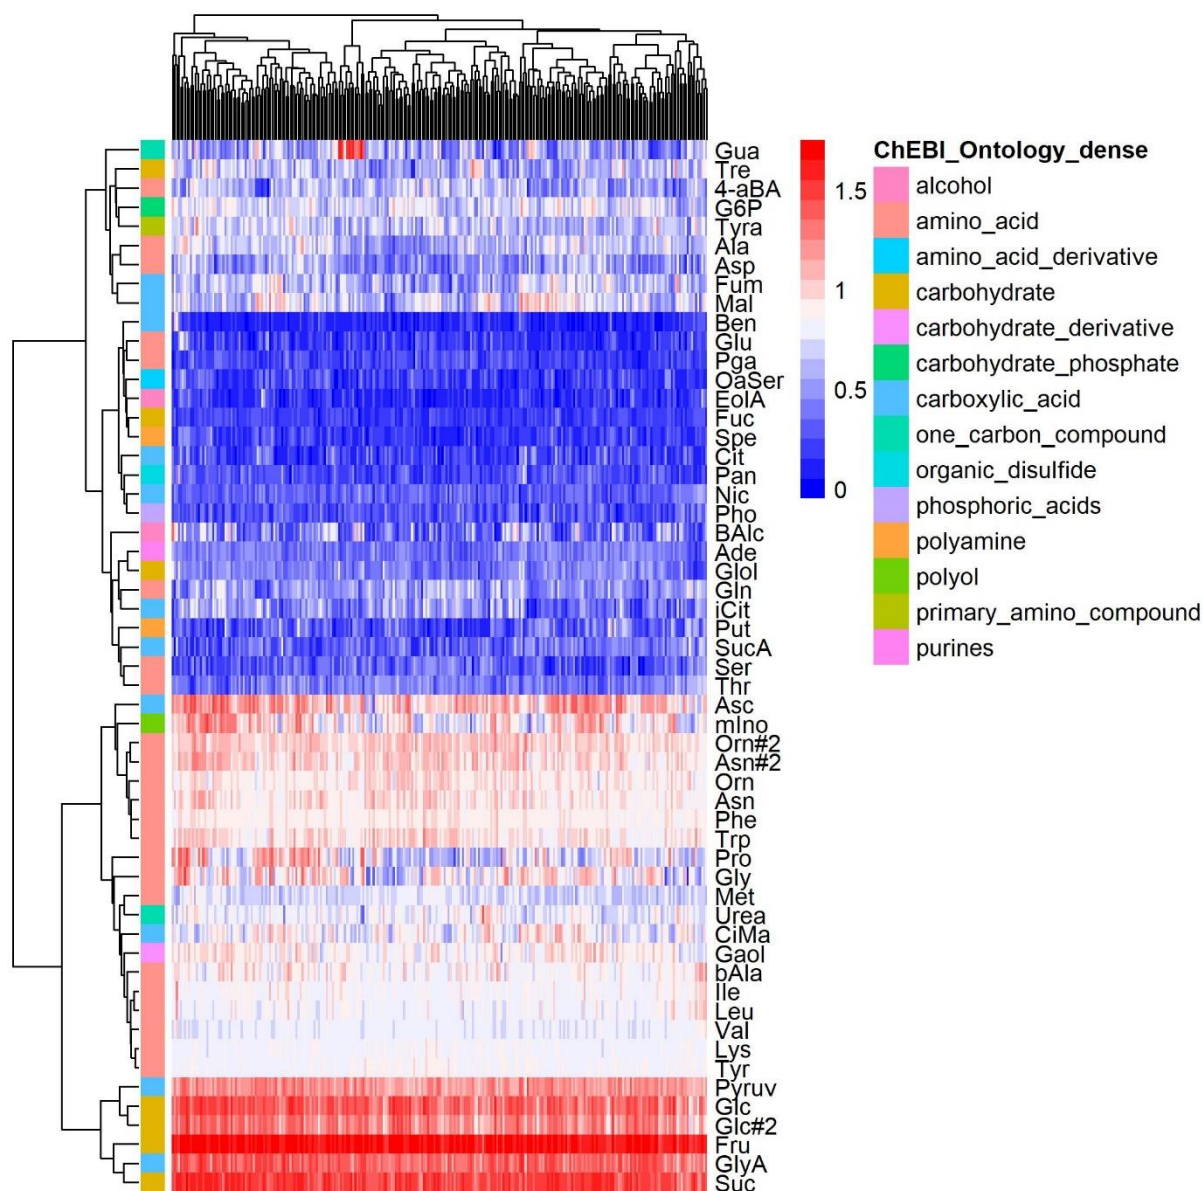 Gua
Tre
4-aBA
G6P
Tyra
Ala
Asp
Fum
Mal
Ben
Glu
Pga
OaSer
EolA
Fuc
Spe
Cit
Pan
Nic
Pho
BAlc
Ade
Glol
Gln
iCit
Put
SucA
Ser
Thr
Asc
mIno
Orn#2
Asn#2
Orn
Asn
Phe
Trp
Pro
Gly
Met
Urea
CiMa
Gaol
bAla
Ile
Leu
Val
Lys
Tyr
Pyruv
Glc
Glc#2
Fru
GlyA
Suc
1.5
1
0.5
0
ChEBI_Ontology_dense
alcohol
amino_acid
amino_acid_derivative
carbohydrate
carbohydrate_derivative
carbohydrate_phosphate
carboxylic_acid
one_carbon_compound
organic_disulfide
phosphoric_acids
polyamine
polyol
primary_amino_compound
purines